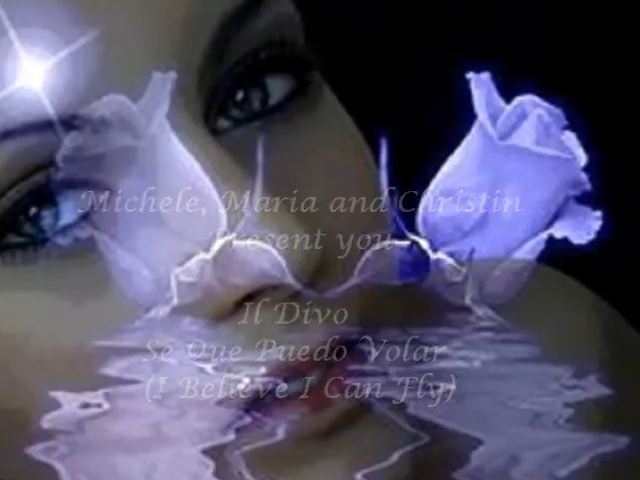 Michele, Maria and Christin
Present you
Il Divo
Se Que Puedo Volar
(I Believe I Can Fly)